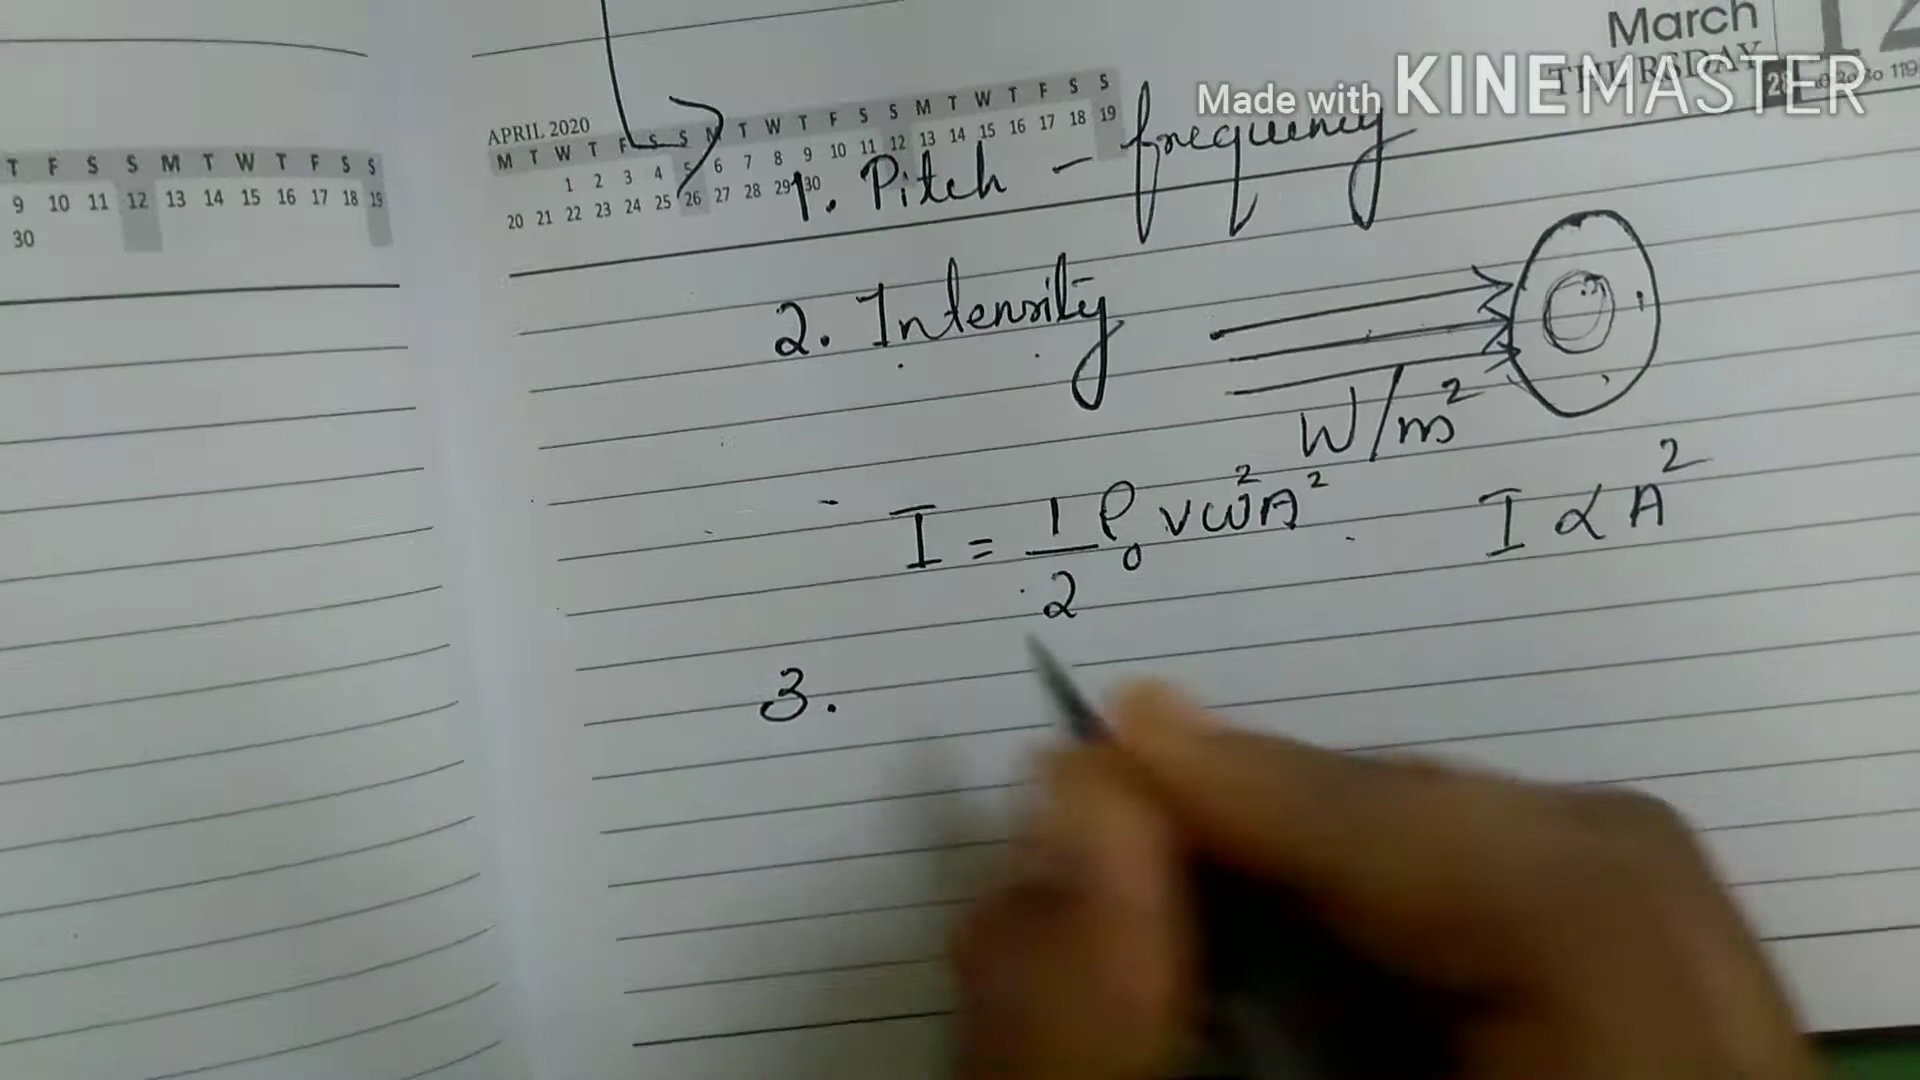 March
THURSDAY
Made with KINEMASTER
APRIL 2020
M T W T F S S M T W T F S S M T W T F S S
1 2 3 4 5 6 7 8 9 10 11 12 13 14 15 16 17 18 19
20 21 22 23 24 25 26 27 28 29 30
T F S S M T W T F S S
9 10 11 12 13 14 15 16 17 18 19
30
1. Pitch - frequency
2. Intensity
W/m²
I = 1/2 ρ₀ v ω² A² I ∝ A²
3.